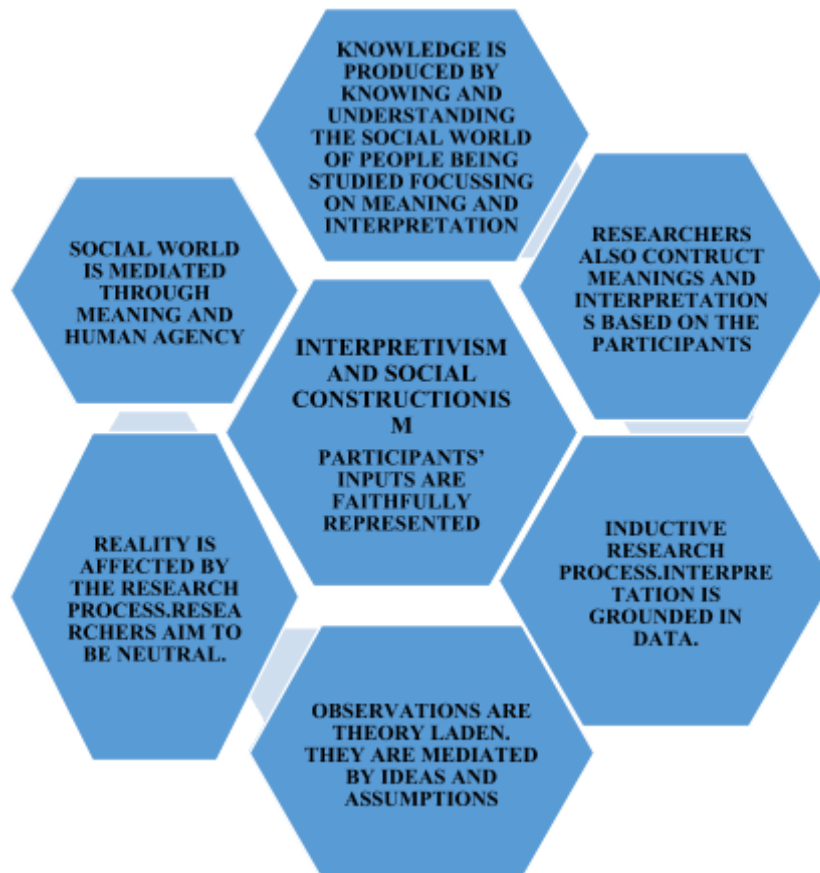 KNOWLEDGE IS
PRODUCED BY
KNOWING AND
UNDERSTANDING
THE SOCIAL WORLD
OF PEOPLE BEING
STUDIED FOCUSSING
ON MEANING AND
INTERPRETATION
RESEARCHERS
ALSO CONTRUCT
MEANINGS AND
INTERPRETATION
S BASED ON THE
PARTICIPANTS
INDUCTIVE
RESEARCH
PROCESS.INTERPRE
TATION IS
GROUNDED IN
DATA.
OBSERVATIONS ARE
THEORY LADEN.
THEY ARE MEDIATED
BY IDEAS AND
ASSUMPTIONS
REALITY IS
AFFECTED BY
THE RESEARCH
PROCESS.RESEA
RCHERS AIM TO
BE NEUTRAL.
SOCIAL WORLD
IS MEDIATED
THROUGH
MEANING AND
HUMAN AGENCY
INTERPRETIVISM
AND SOCIAL
CONSTRUCTIONIS
M
PARTICIPANTS'
INPUTS ARE
FAITHFULLY
REPRESENTED